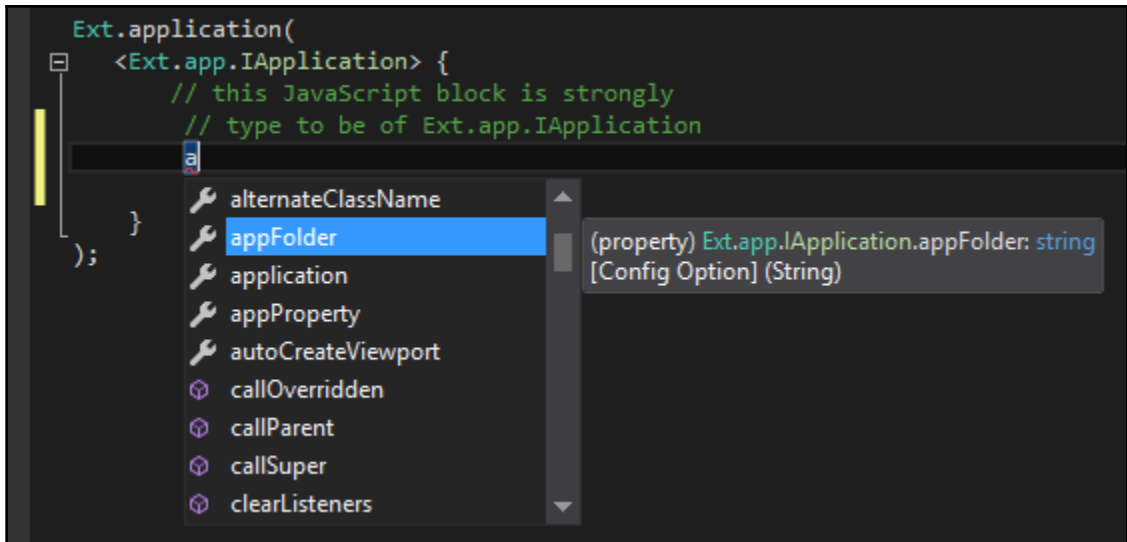 Ext.application(
<Ext.app.IApplication> {
// this JavaScript block is strongly
// type to be of Ext.app.IApplication
a
alternateClassName
appFolder
(property) Ext.app.IApplication.appFolder: string
[Config Option] (String)
application
appProperty
autoCreateViewport
callOverridden
callParent
callSuper
clearListeners
}
);